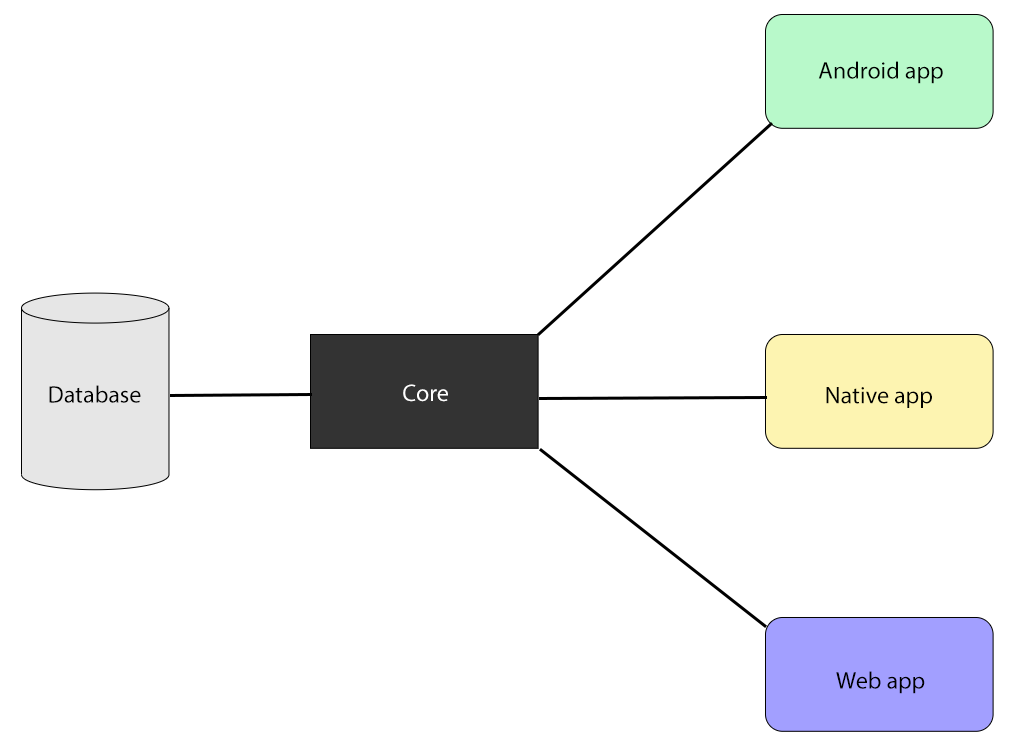 Android app
Database
Core
Native app
Web app